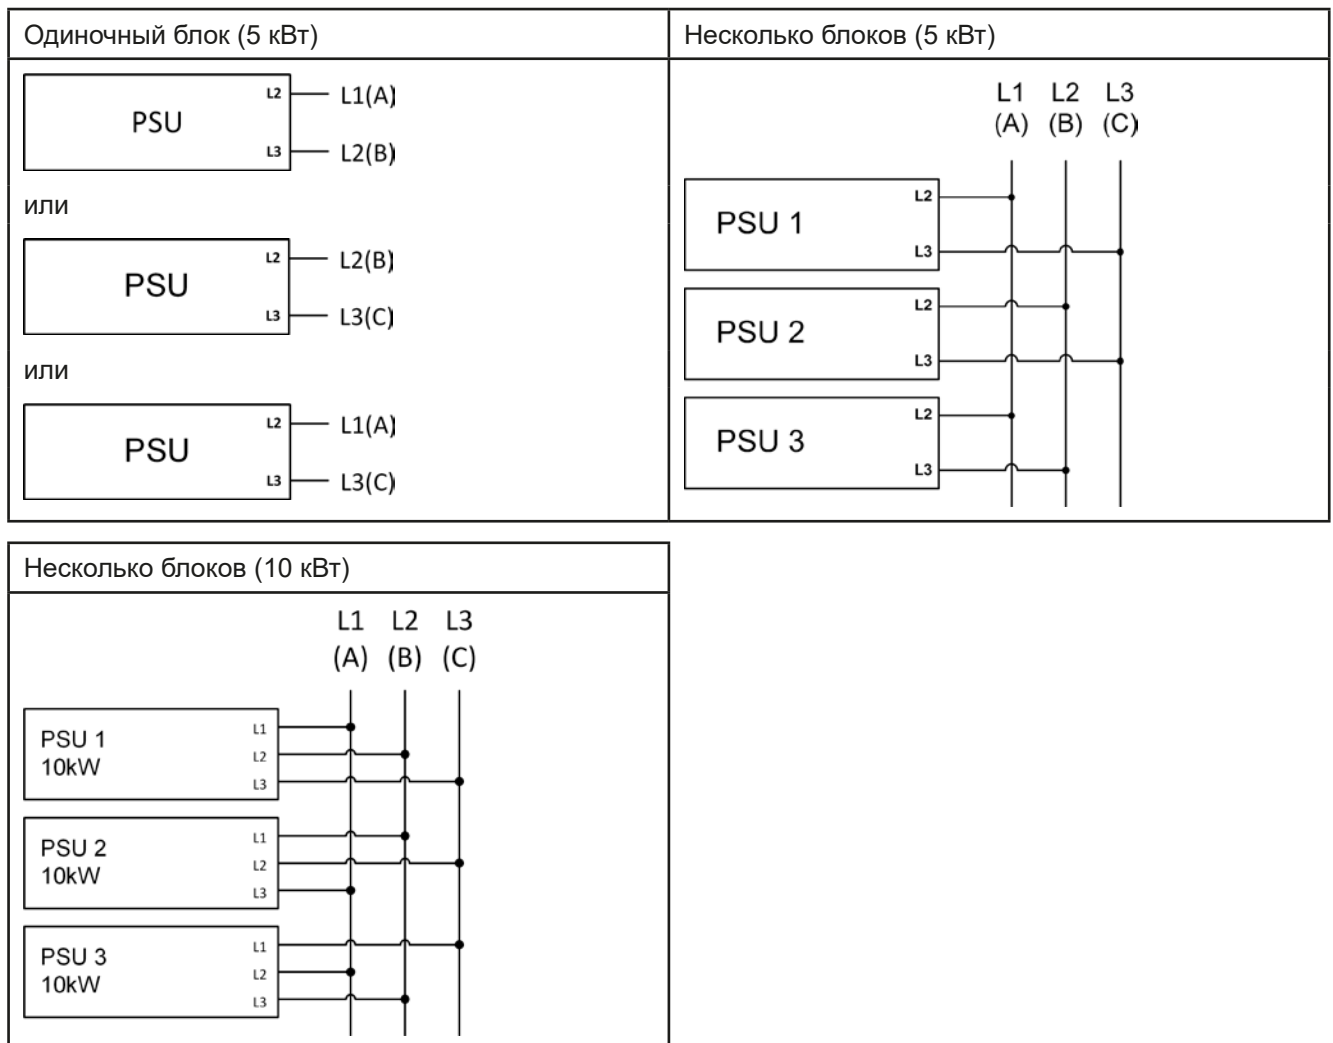 Одиночный блок (5 кВт)
PSU
L2
L1(A)
L3
L2(B)
или
PSU
L2
L2(B)
L3
L3(C)
или
PSU
L2
L1(A)
L3
L3(C)
Несколько блоков (5 кВт)
L1 L2 L3
(A) (B) (C)
PSU 1
L2
L3
PSU 2
L2
L3
PSU 3
L2
L3
Несколько блоков (10 кВт)
L1 L2 L3
(A) (B) (C)
PSU 1
10kW
L1
L2
L3
PSU 2
10kW
L1
L2
L3
PSU 3
10kW
L1
L2
L3